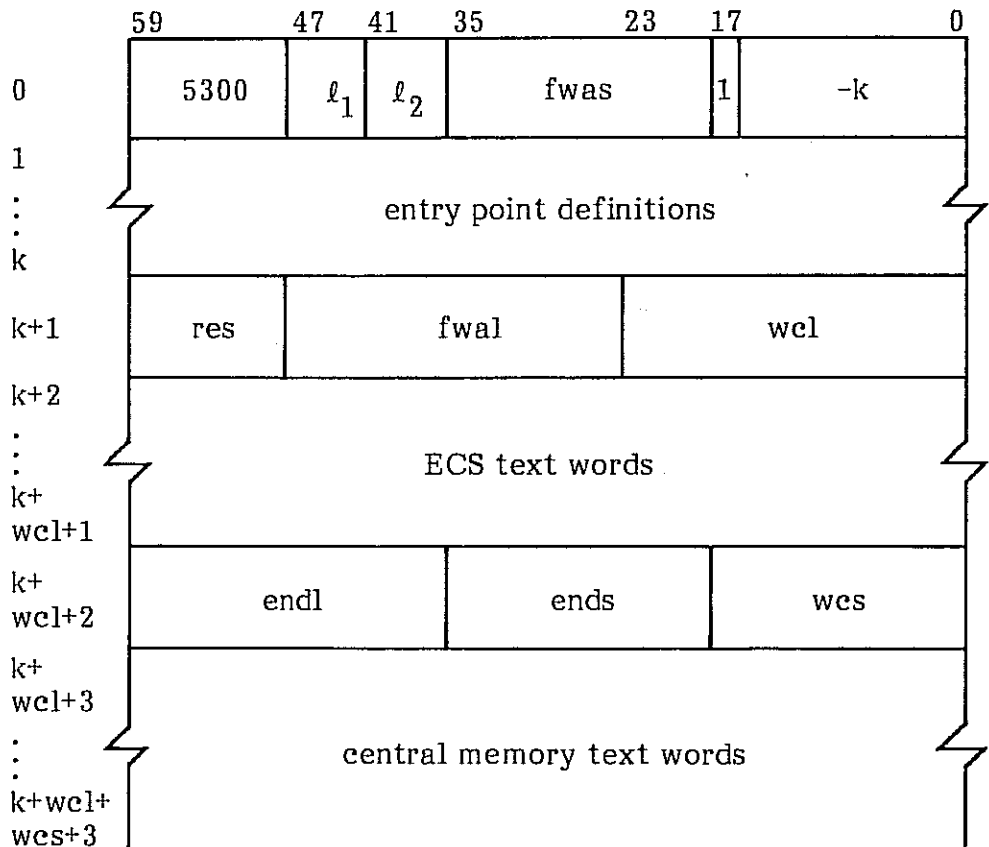 59 47 41 35 23 17 0
0 5300 ℓ1 ℓ2 fwas 1 -k
1
⋮ entry point definitions
k
k+1 res fwal wcl
k+2
⋮ ECS text words
k+
wcl+1
k+
wcl+2 endl ends wcs
k+
wcl+3
⋮ central memory text words
k+wcl+
wcs+3